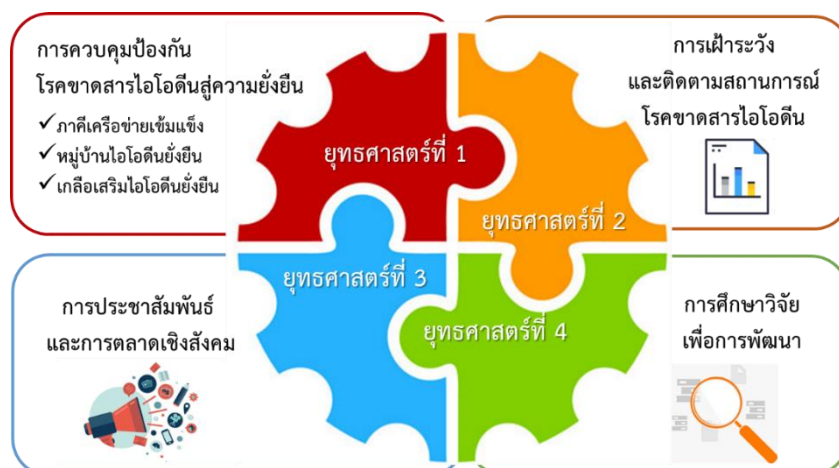 การควบคุมป้องกัน
โรคขาดสารไอโอดีนสู่ความยั่งยืน
✓ภาคีเครือข่ายเข้มแข็ง
✓หมู่บ้านไอโอดีนยั่งยืน
✓เกลือเสริมไอโอดีนยั่งยืน
ยุทธศาสตร์ที่ 1
การเฝ้าระวัง
และติดตามสถานการณ์
โรคขาดสารไอโอดีน
ยุทธศาสตร์ที่ 2
ยุทธศาสตร์ที่ 3
การประชาสัมพันธ์
และการตลาดเชิงสังคม
ยุทธศาสตร์ที่ 4
การศึกษาวิจัย
เพื่อการพัฒนา